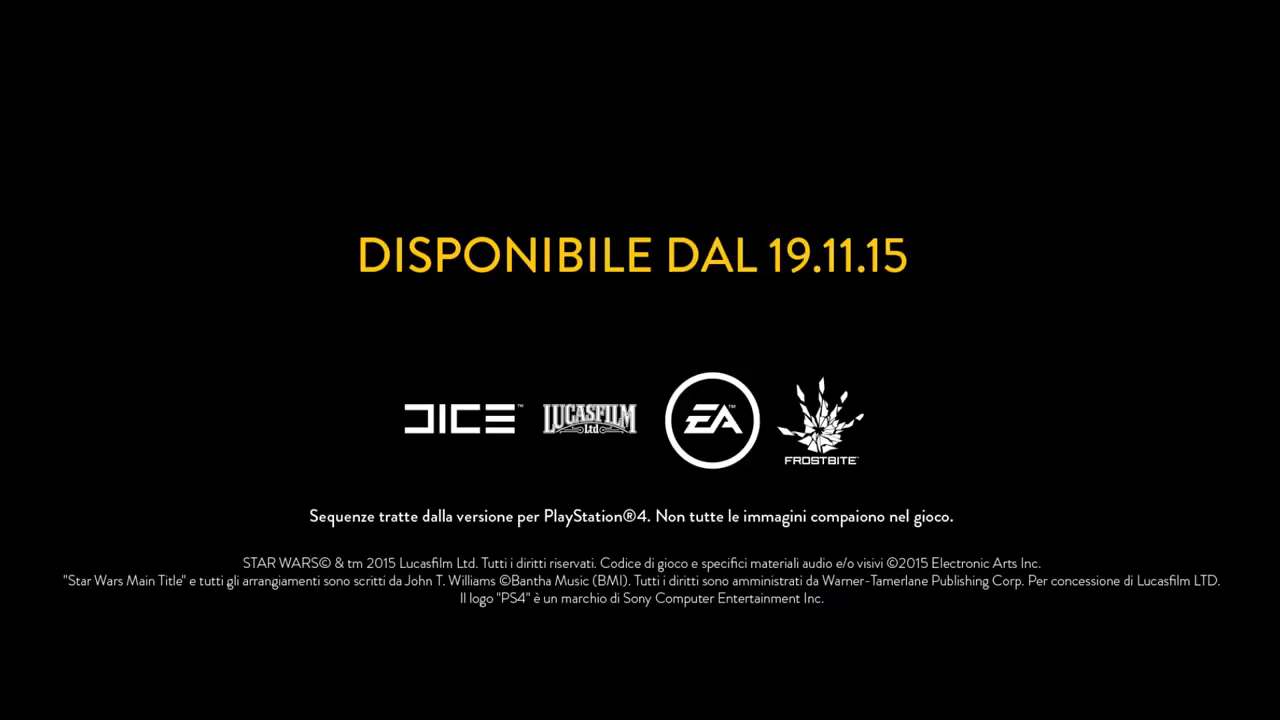 DISPONIBILE DAL 19.11.15
DICE™ LUCASFILM Ltd EA™ FROSTBITE™
Sequenze tratte dalla versione per PlayStation®4. Non tutte le immagini compaiono nel gioco.
STAR WARS© & tm 2015 Lucasfilm Ltd. Tutti i diritti riservati. Codice di gioco e specifici materiali audio e/o visivi ©2015 Electronic Arts Inc.
"Star Wars Main Title" e tutti gli arrangiamenti sono scritti da John T. Williams ©Bantha Music (BMI). Tutti i diritti sono amministrati da Warner-Tamerlane Publishing Corp. Per concessione di Lucasfilm LTD.
Il logo "PS4" è un marchio di Sony Computer Entertainment Inc.